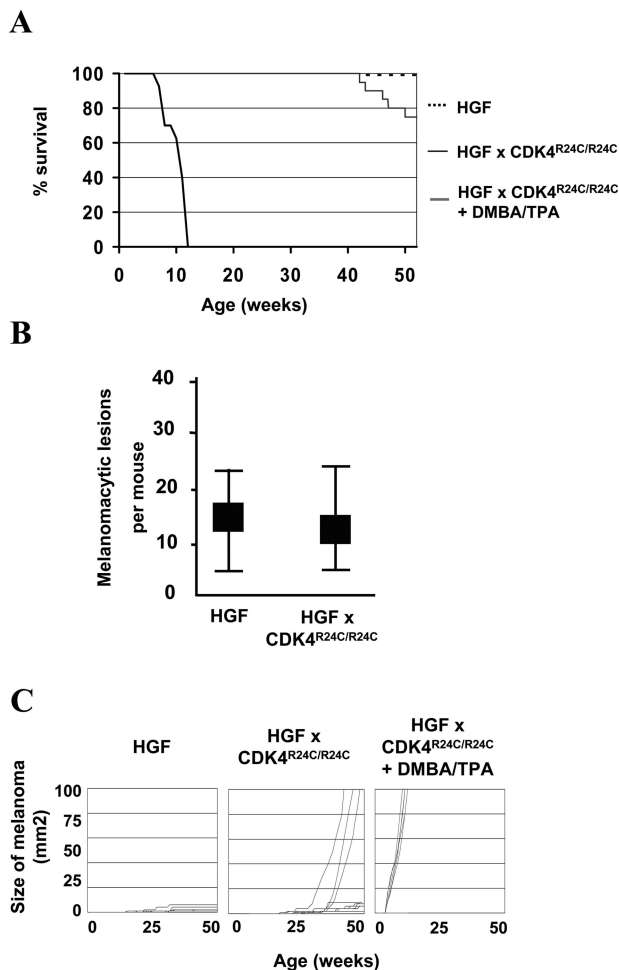 A
% survival
100
80
60
40
20
0
0 10 20 30 40 50
Age (weeks)
HGF
HGF x CDK4R24C/R24C
HGF x CDK4R24C/R24C
+ DMBA/TPA
B
Melanomacytic lesions
per mouse
40
30
20
10
0
HGF
HGF x
CDK4R24C/R24C
C
HGF
HGF x
CDK4R24C/R24C
HGF x
CDK4R24C/R24C
+ DMBA/TPA
Size of melanoma
(mm2)
100
75
50
25
0
0 25 50
0 25 50
0 25 50
Age (weeks)